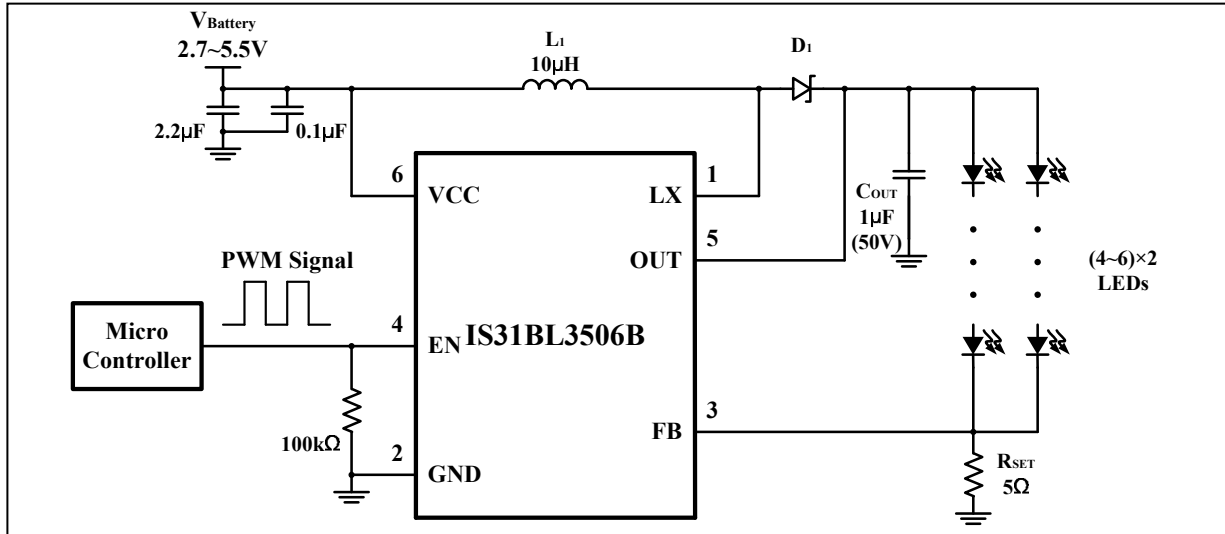 VBattery
2.7~5.5V
L1
10µH
D1
2.2µF
0.1µF
6
VCC
1
LX
COUT
1µF
(50V)
5
OUT
(4~6)×2
LEDs
PWM Signal
Micro
Controller
4
EN
IS31BL3506B
3
FB
100kΩ
2
GND
RSET
5Ω